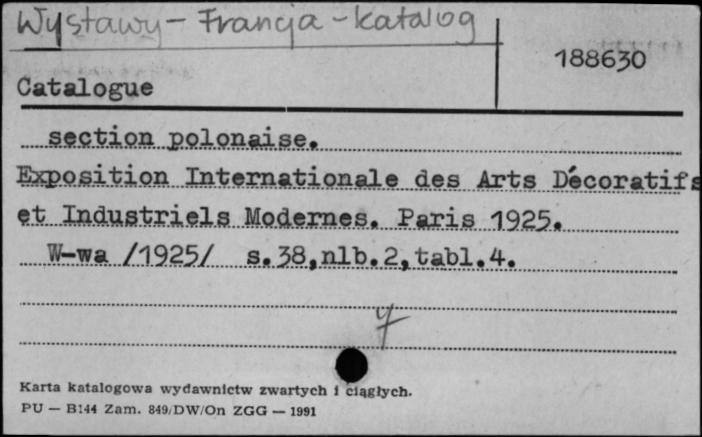 Wystawy - Francja - katalog
188630
Catalogue
section polonaise.
Exposition Internationale des Arts Décoratifs
et Industriels Modernes. Paris 1925.
W-wa /1925/ s.38,nlb.2,tabl.4.
Karta katalogowa wydawnictw zwartych i ciągłych.
PU — B144 Zam. 849/DW/On ZGG — 1991